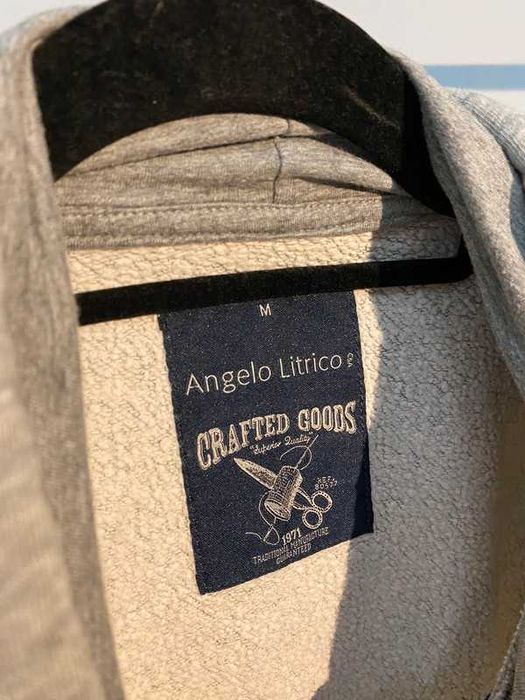 M
Angelo Litrico
CRAFTED GOODS
"Superior Quality"
1971
TRADITIONAL MANUFACTURE
GUARANTEED